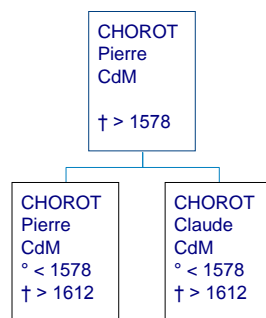 CHOROT
Pierre
CdM
† > 1578
CHOROT
Pierre
CdM
° < 1578
† > 1612
CHOROT
Claude
CdM
° < 1578
† > 1612